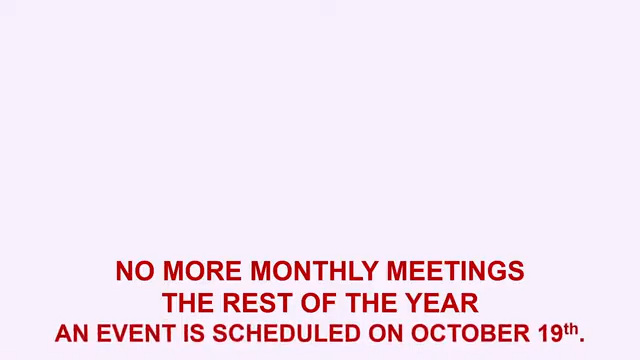 NO MORE MONTHLY MEETINGS
THE REST OF THE YEAR
AN EVENT IS SCHEDULED ON OCTOBER 19th.